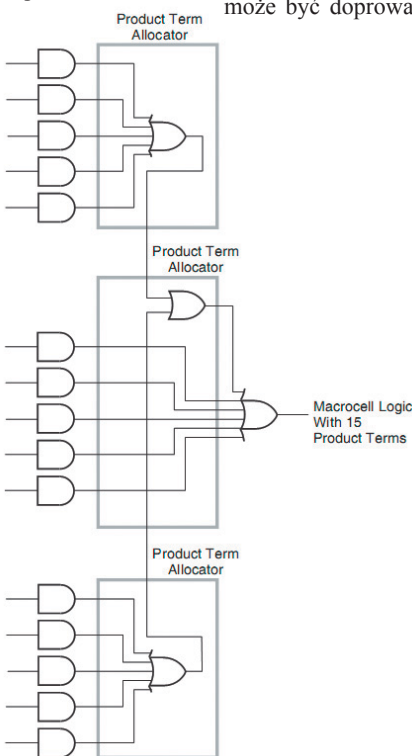 może być doprowa
Product Term
Allocator
Product Term
Allocator
Macrocell Logic
With 15
Product Terms
Product Term
Allocator